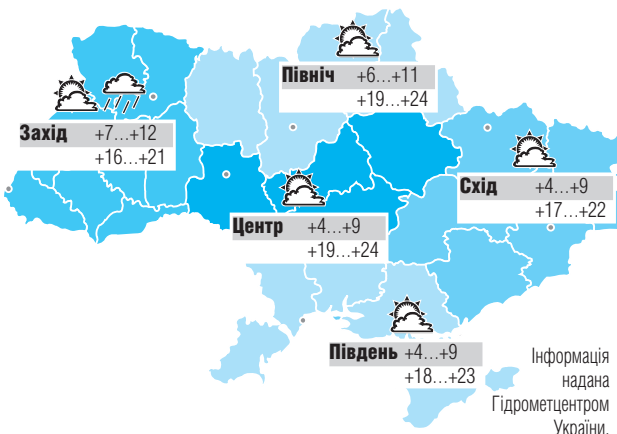 Північ +6...+11
+19...+24
Захід +7...+12
+16...+21
Схід +4...+9
+17...+22
Центр +4...+9
+19...+24
Південь +4...+9
+18...+23
Інформація
надана
Гідрометцентром
України.